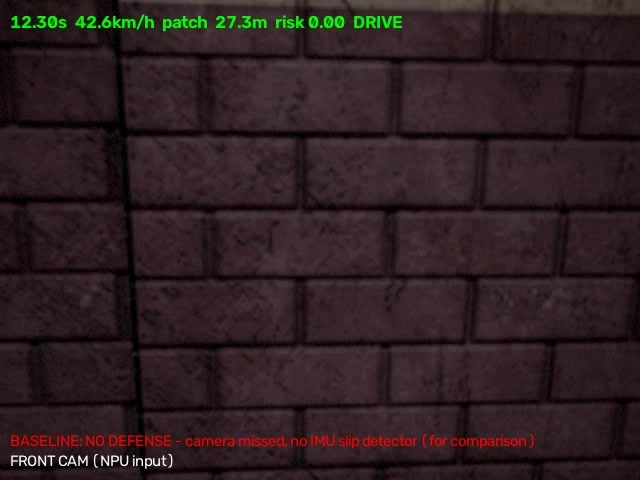 12.30s 42.6km/h patch 27.3m risk 0.00 DRIVE
BASELINE: NO DEFENSE - camera missed, no IMU slip detector ( for comparison )
FRONT CAM ( NPU input )